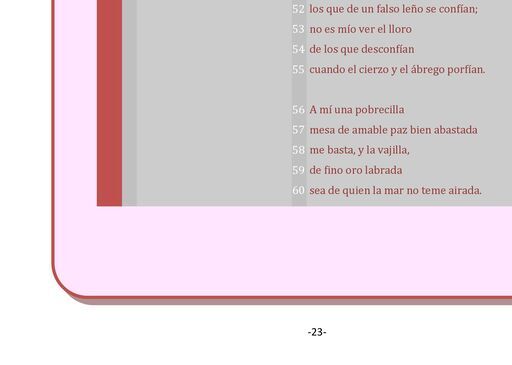 52 los que de un falso leño se confían;
53 no es mío ver el lloro
54 de los que desconfían
55 cuando el cierzo y el ábrego porfían.
56 A mí una pobrecilla
57 mesa de amable paz bien abastada
58 me basta, y la vajilla,
59 de fino oro labrada
60 sea de quien la mar no teme airada.
-23-